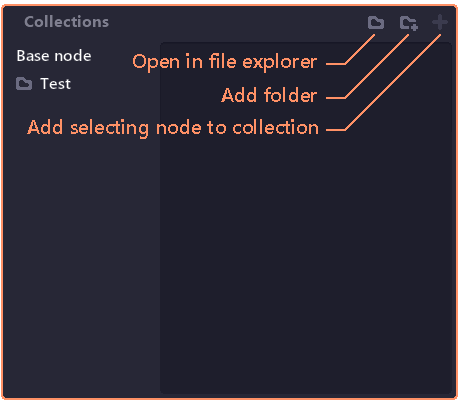 Collections
Base node
Open in file explorer
Test
Add folder
Add selecting node to collection